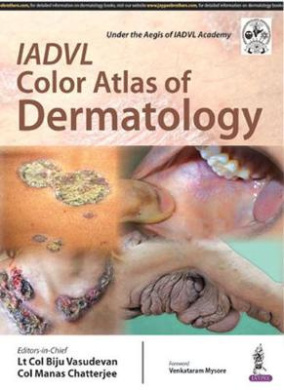 Under the Aegis of IADVL Academy
IADVL
Color Atlas of
Dermatology
Editors-in-Chief
Lt Col Biju Vasudevan
Col Manas Chatterjee
Foreword
Venkataram Mysore